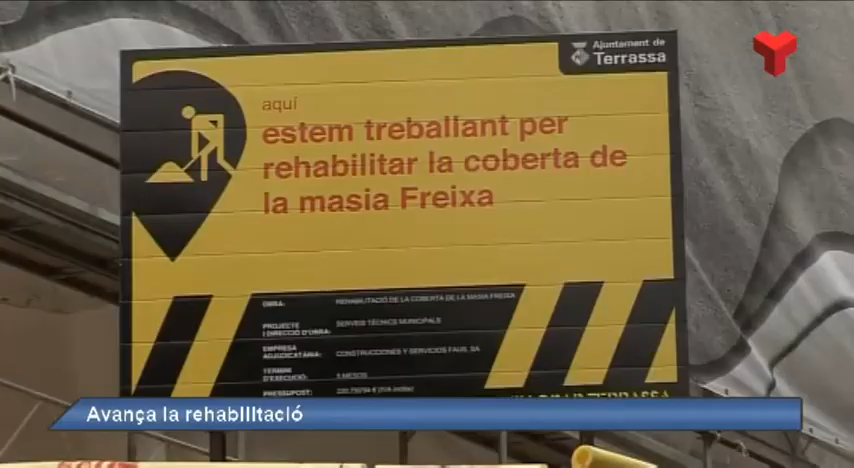 Ajuntament de
Terrassa
aquí
estem treballant per
rehabilitar la coberta de
la masia Freixa
OBRA: REHABILITACIÓ DE LA COBERTA DE LA MASIA FREIXA
PROJECTE
I DIRECCIÓ D'OBRA: SERVEIS TÈCNICS MUNICIPALS
EMPRESA
ADJUDICATÀRIA: CONSTRUCCIONES Y SERVICIOS FAUS, SA
TERMINI
D'EXECUCIÓ: 5 MESOS
PRESSUPOST:
Avança la rehabilitació